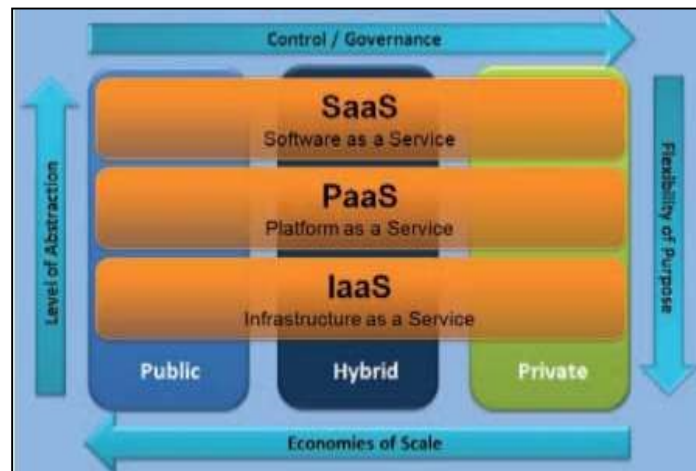 Control / Governance
Level of Abstraction
SaaS
Software as a Service
PaaS
Platform as a Service
IaaS
Infrastructure as a Service
Flexibility of Purpose
Public
Hybrid
Private
Economies of Scale